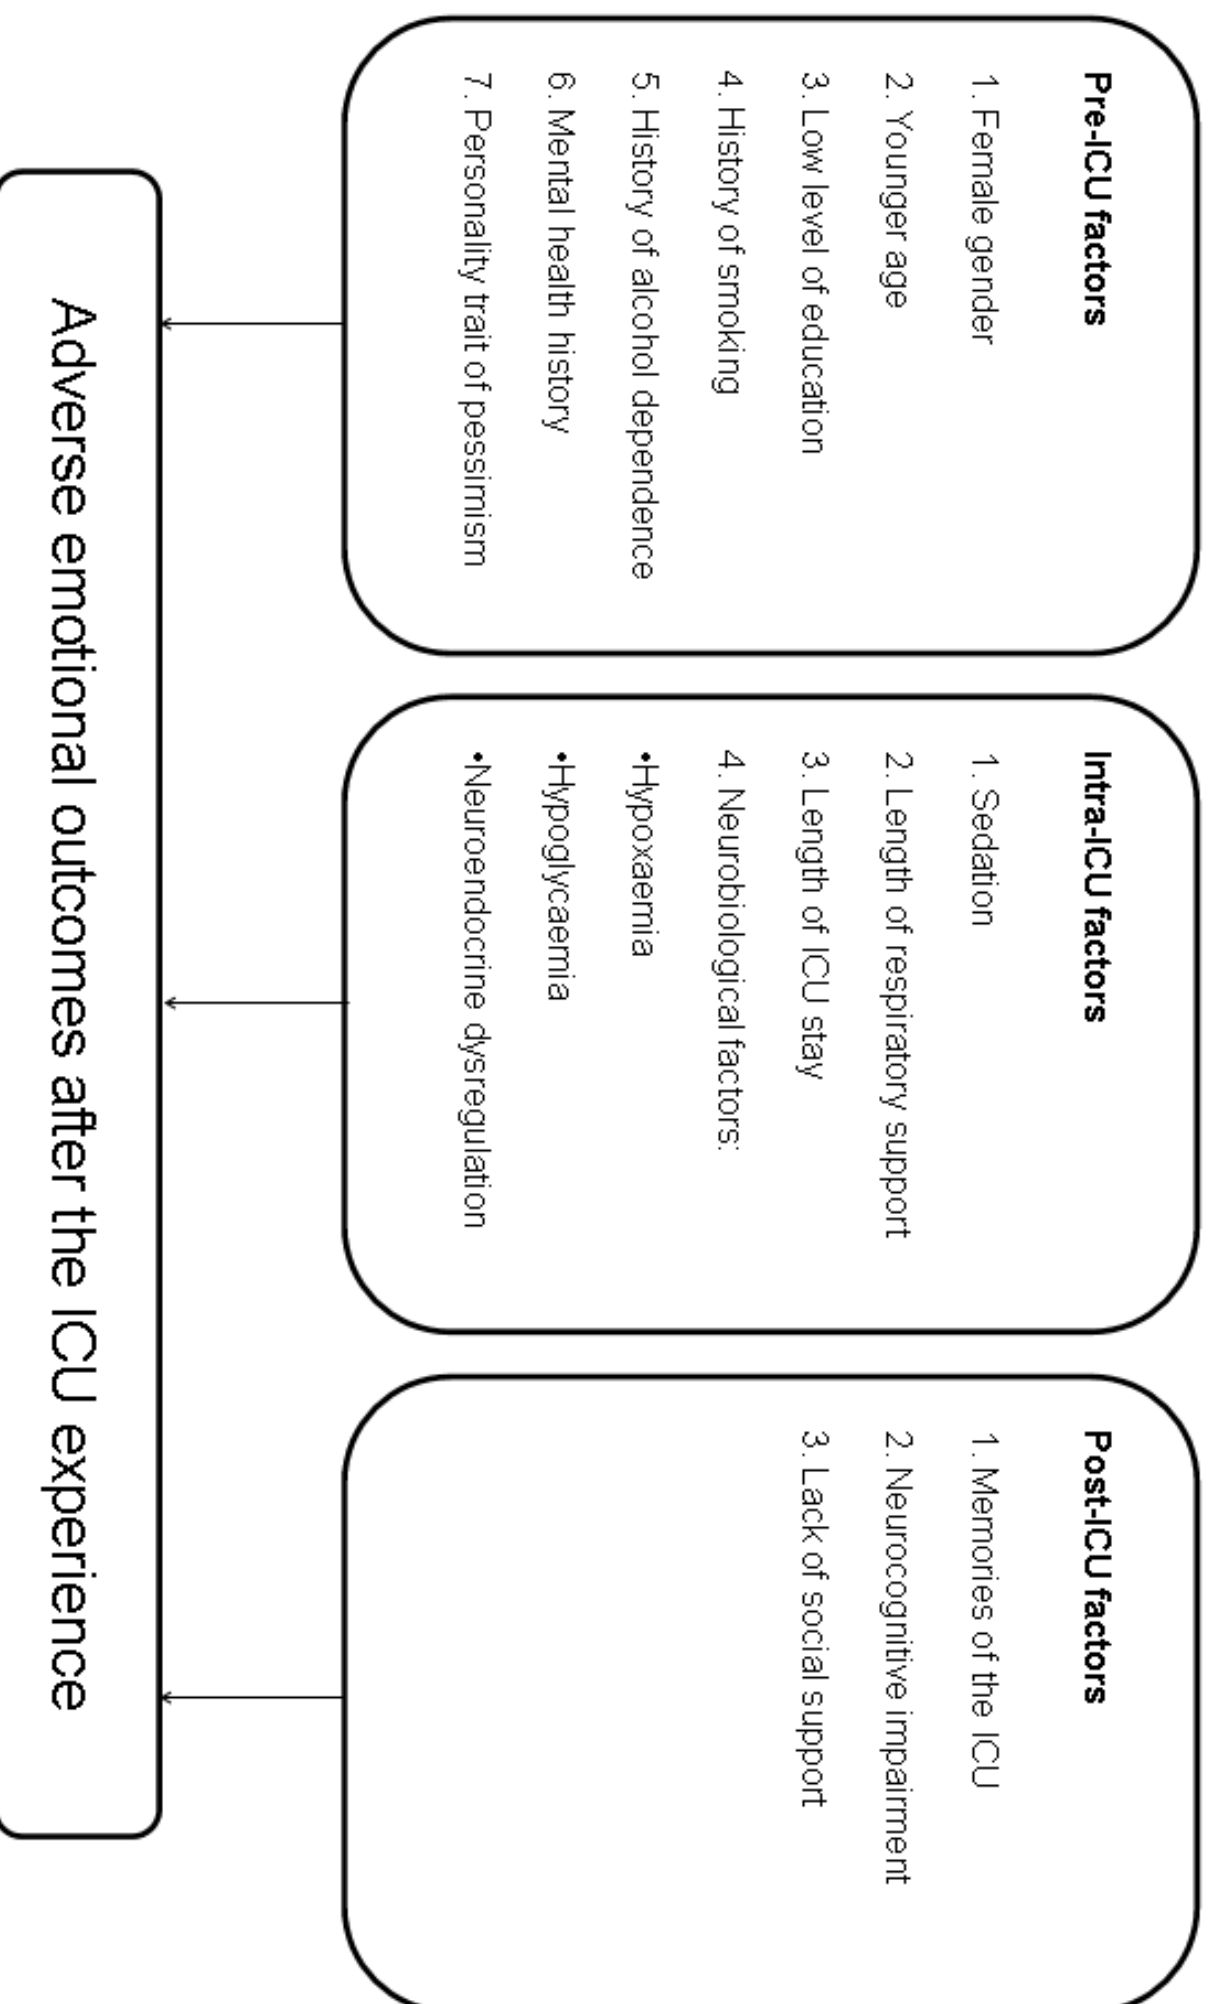 Pre-ICU factors
1. Female gender
2. Younger age
3. Low level of education
4. History of smoking
5. History of alcohol dependence
6. Mental health history
7. Personality trait of pessimism
Intra-ICU factors
1. Sedation
2. Length of respiratory support
3. Length of ICU stay
4. Neurobiological factors:
•Hypoxaemia
•Hypoglycaemia
•Neuroendocrine dysregulation
Post-ICU factors
1. Memories of the ICU
2. Neurocognitive impairment
3. Lack of social support
Adverse emotional outcomes after the ICU experience